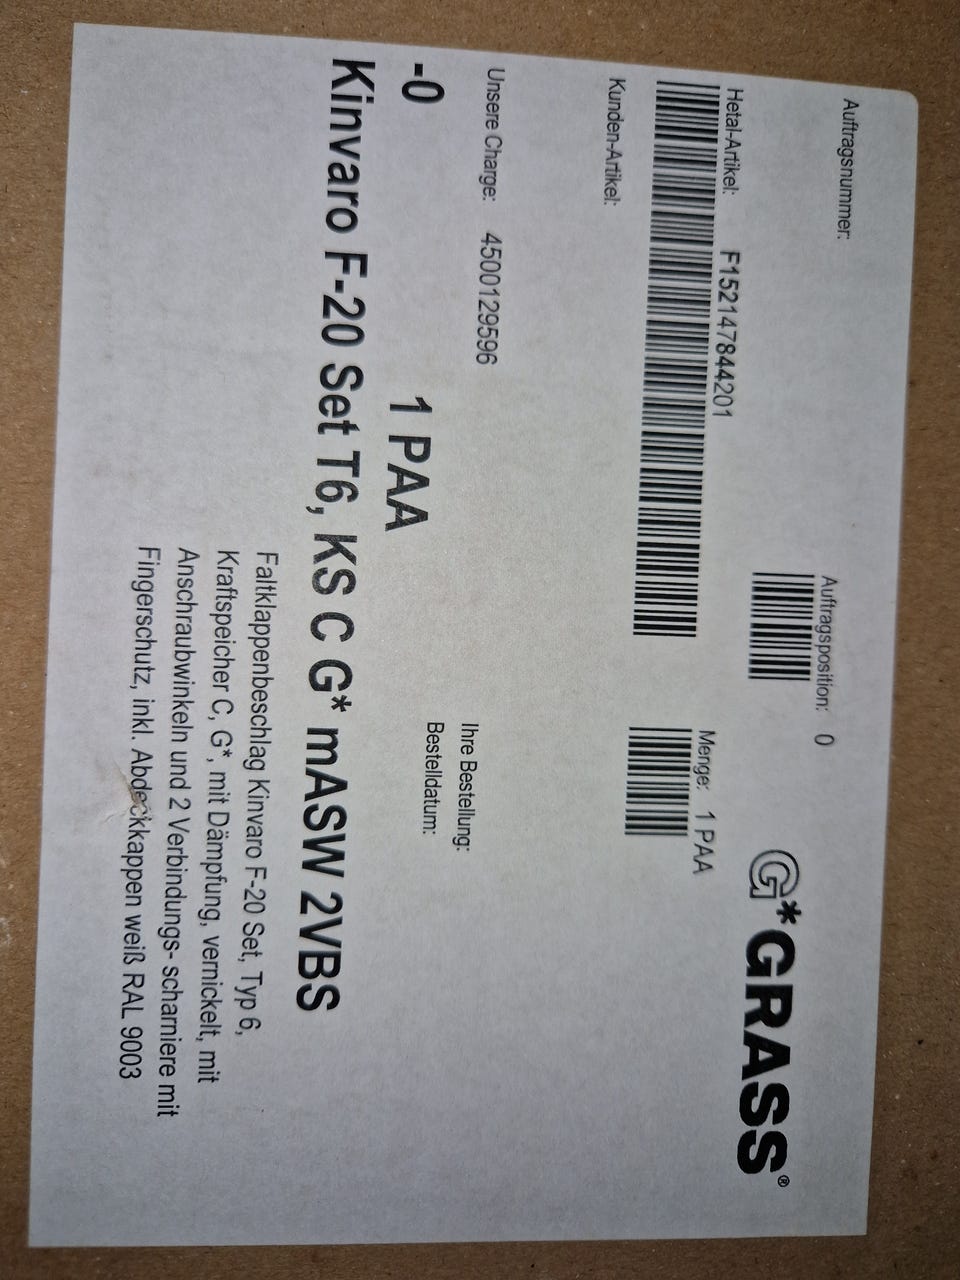 Auftragsnummer:
Auftragsposition: 0
G*GRASS®
Hetal-Artikel: F152147844201
Menge: 1 PAA
Kunden-Artikel:
Unsere Charge: 4500129596
Ihre Bestellung:
Bestelldatum:
-0 1 PAA
Kinvaro F-20 Set T6, KS C G* mASW 2VBS
Faltklappenbeschlag Kinvaro F-20 Set, Typ 6,
Kraftspeicher C, G*, mit Dämpfung, vernickelt, mit
Anschraubwinkeln und 2 Verbindungs- scharniere mit
Fingerschutz, inkl. Abdeckkappen weiß RAL 9003